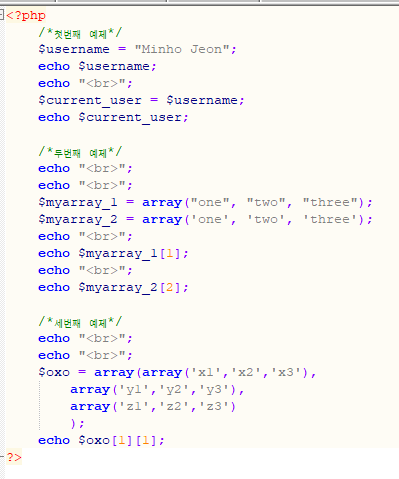 <?php
/*첫번째 예제*/
$username = "Minho Jeon";
echo $username;
echo "<br>";
$current_user = $username;
echo $current_user;
/*두번째 예제*/
echo "<br>";
echo "<br>";
$myarray_1 = array("one", "two", "three");
$myarray_2 = array('one', 'two', 'three');
echo "<br>";
echo $myarray_1[1];
echo "<br>";
echo $myarray_2[2];
/*세번째 예제*/
echo "<br>";
echo "<br>";
$oxo = array(array('x1','x2','x3'),
array('y1','y2','y3'),
array('z1','z2','z3')
);
echo $oxo[1][1];
?>